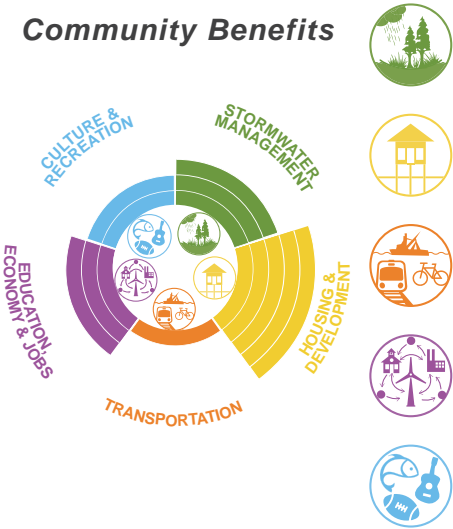 Community Benefits
CULTURE &
RECREATION
STORMWATER
MANAGEMENT
EDUCATION,
ECONOMY & JOBS
HOUSING &
DEVELOPMENT
TRANSPORTATION